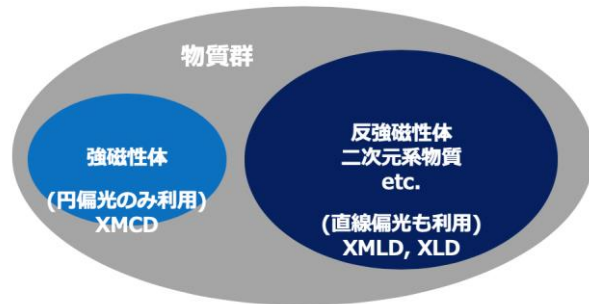 物質群
強磁性体
(円偏光のみ利用)
XMCD
反強磁性体
二次元系物質
etc.
(直線偏光も利用)
XMLD, XLD